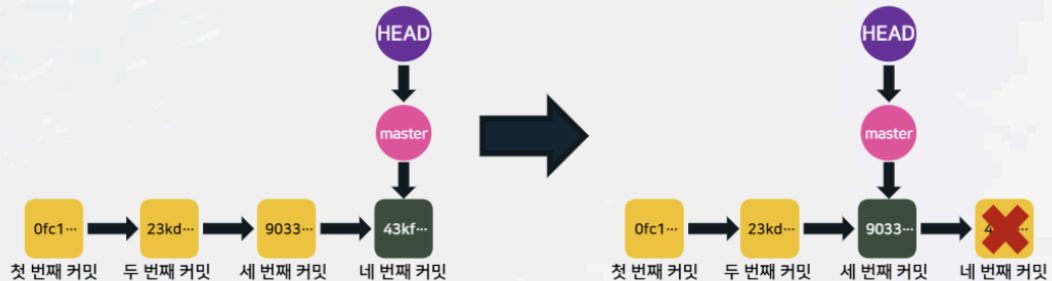 HEAD
master
0fc1…
23kd…
9033…
43kf…
첫 번째 커밋
두 번째 커밋
세 번째 커밋
네 번째 커밋
HEAD
master
0fc1…
23kd…
9033…
첫 번째 커밋
두 번째 커밋
세 번째 커밋
네 번째 커밋